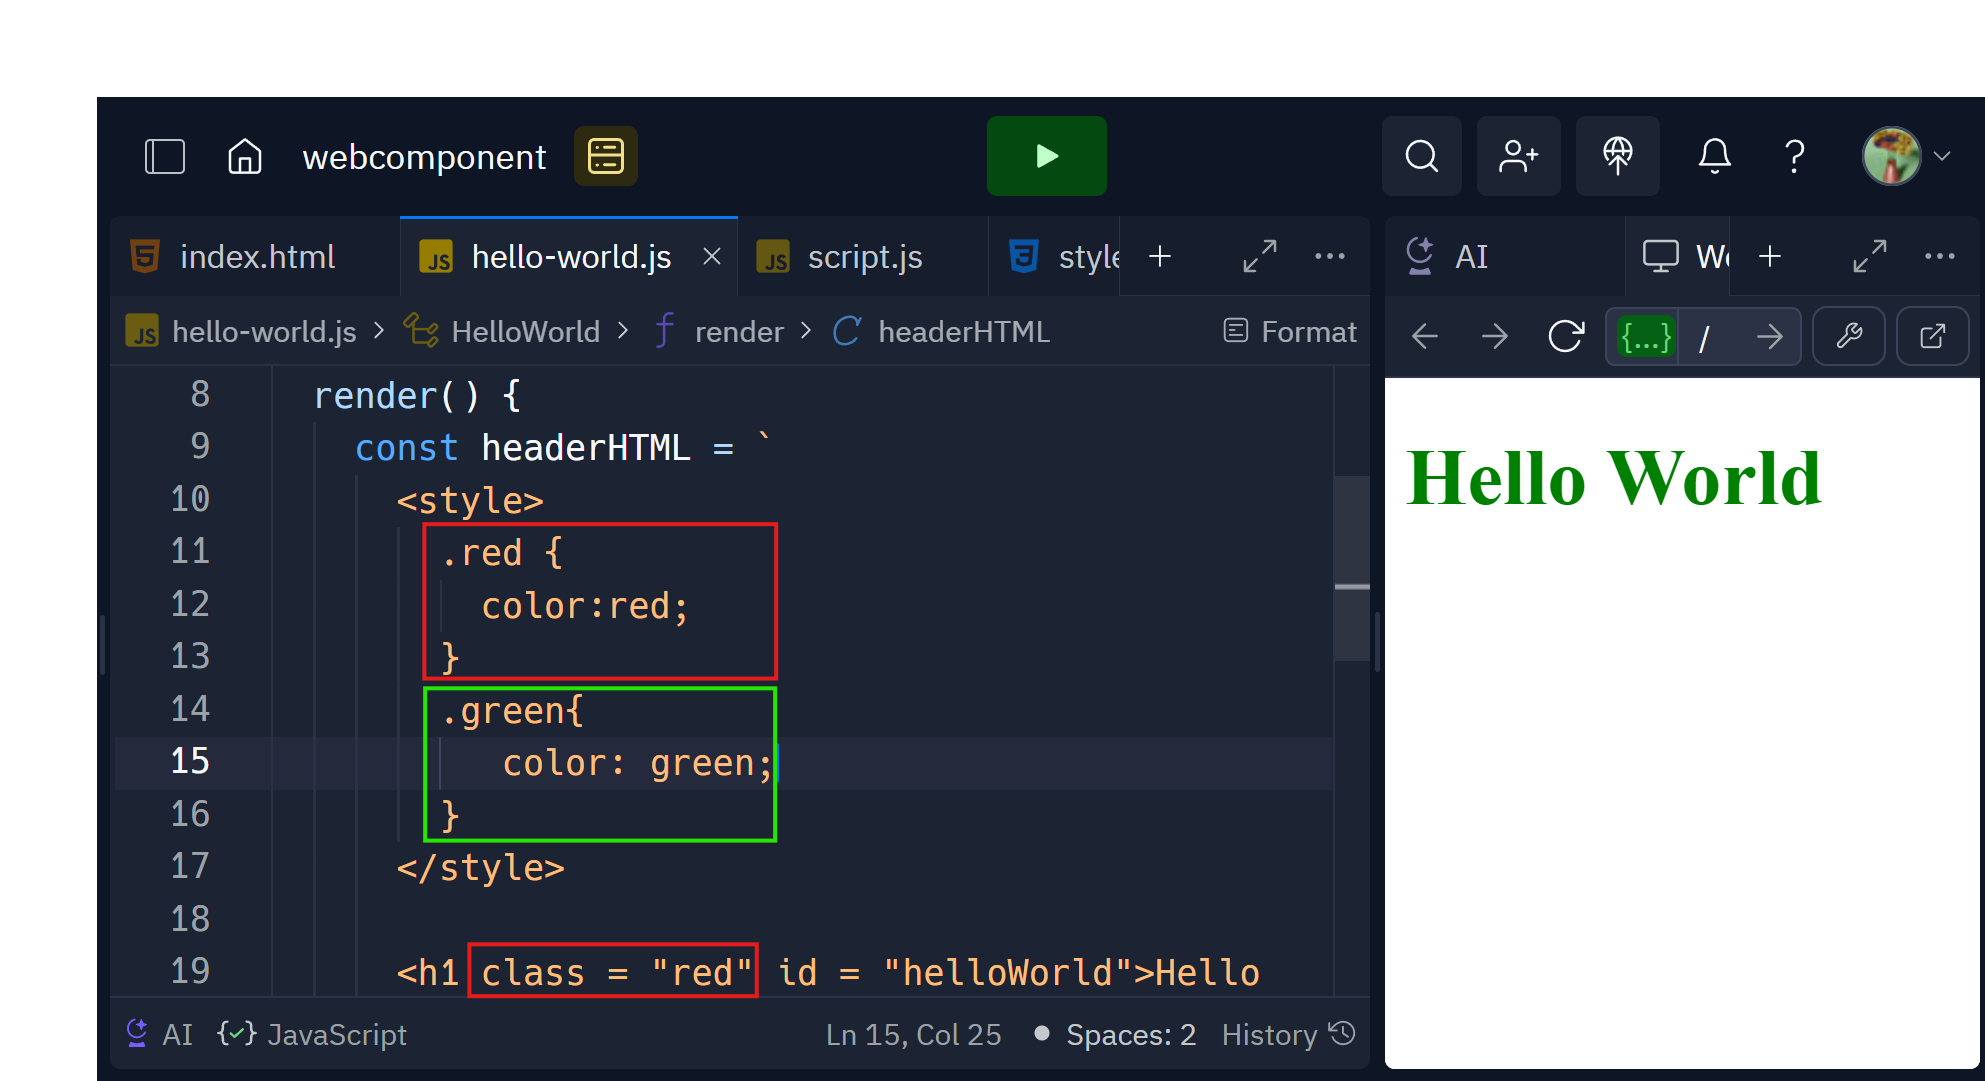 webcomponent
index.html hello-world.js script.js style AI We
hello-world.js > HelloWorld > render > headerHTML Format {...} /
8 render() {
9 const headerHTML = `
10 <style>
11 .red {
12 color:red;
13 }
14 .green{
15 color: green;
16 }
17 </style>
18
19 <h1 class = "red" id = "helloWorld">Hello
AI JavaScript Ln 15, Col 25 Spaces: 2 History
Hello World